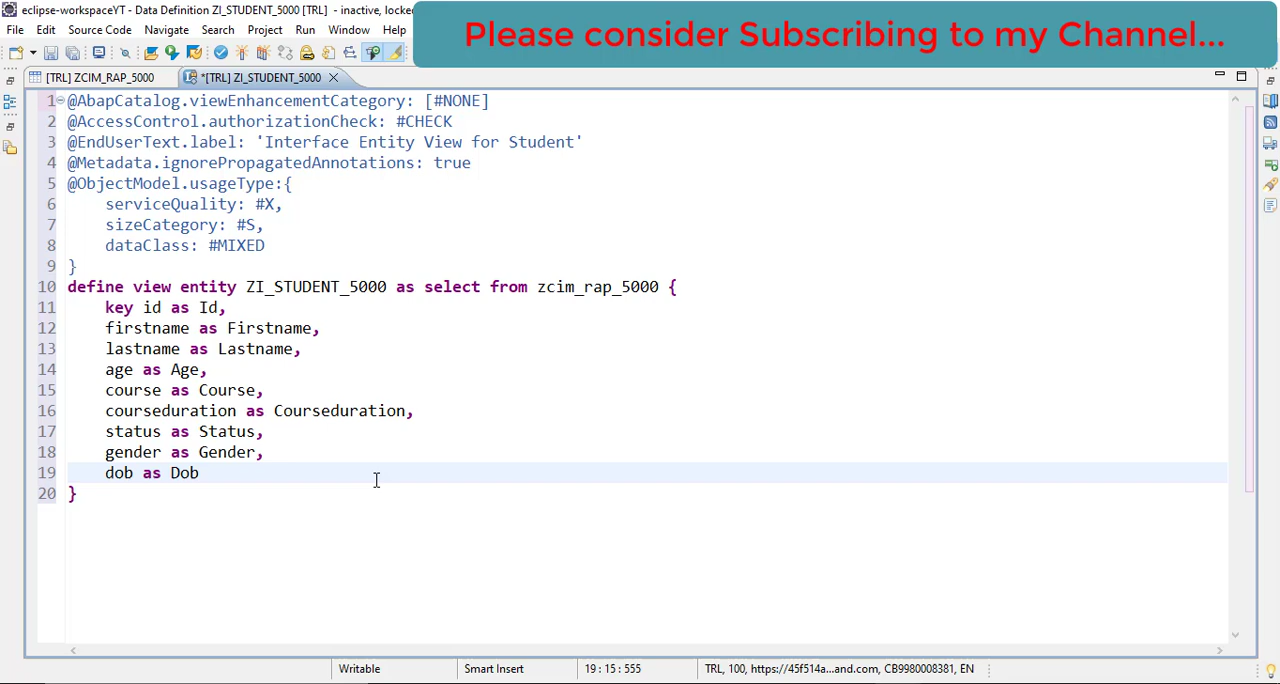 eclipse-workspaceYT - Data Definition ZI_STUDENT_5000 [TRL] - inactive, locke
Please consider Subscribing to my Channel...
File Edit Source Code Navigate Search Project Run Window Help
[TRL] ZCIM_RAP_5000 *[TRL] ZI_STUDENT_5000
1 @AbapCatalog.viewEnhancementCategory: [#NONE]
2 @AccessControl.authorizationCheck: #CHECK
3 @EndUserText.label: 'Interface Entity View for Student'
4 @Metadata.ignorePropagatedAnnotations: true
5 @ObjectModel.usageType:{
6 serviceQuality: #X,
7 sizeCategory: #S,
8 dataClass: #MIXED
9 }
10 define view entity ZI_STUDENT_5000 as select from zcim_rap_5000 {
11 key id as Id,
12 firstname as Firstname,
13 lastname as Lastname,
14 age as Age,
15 course as Course,
16 courseduration as Courseduration,
17 status as Status,
18 gender as Gender,
19 dob as Dob
20 }
Writable Smart Insert 19 : 15 : 555 TRL, 100, https://45f514a...and.com, CB9980008381, EN